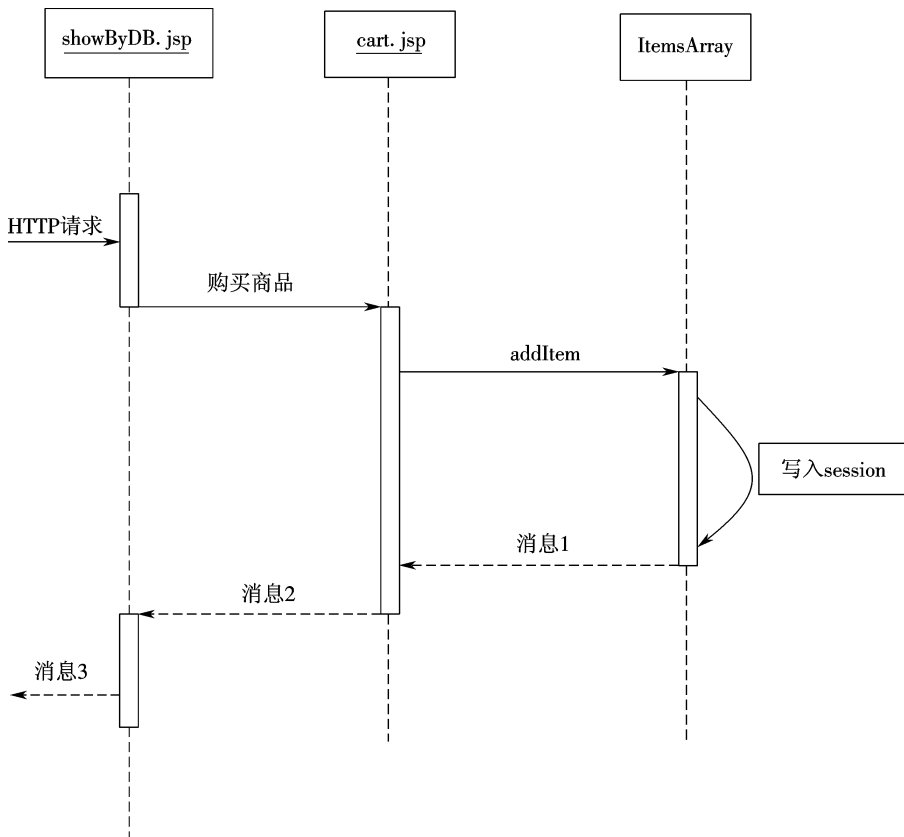 showByDB.jsp
cart.jsp
ItemsArray
HTTP请求
购买商品
addItem
写入session
消息1
消息2
消息3